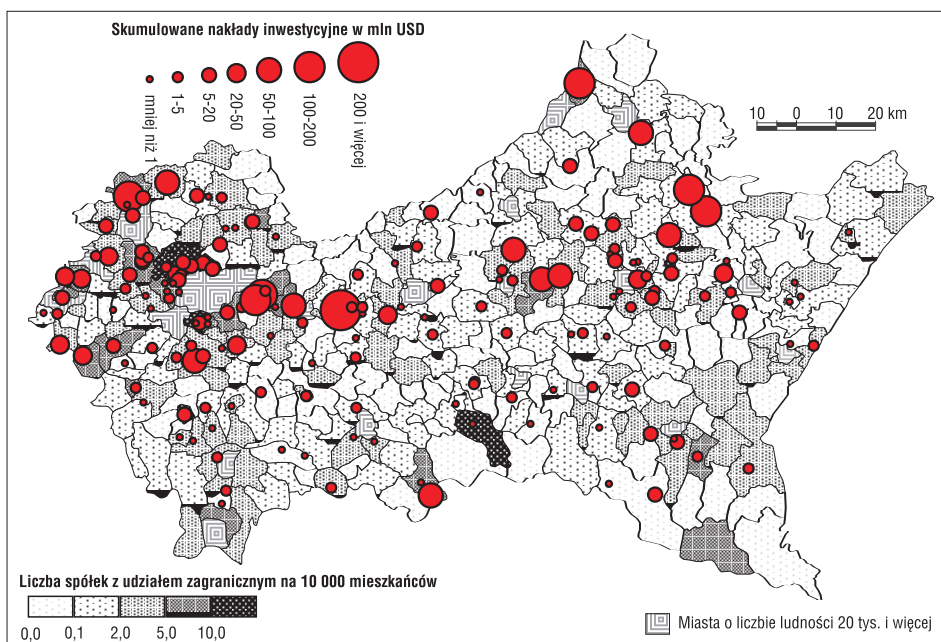 Skumulowane nakłady inwestycyjne w mln USD
mniej niż 1
1-5
5-20
20-50
50-100
100-200
200 i więcej
10 0 10 20 km
Liczba spółek z udziałem zagranicznym na 10 000 mieszkańców
0,0 0,1 2,0 5,0 10,0
Miasta o liczbie ludności 20 tys. i więcej